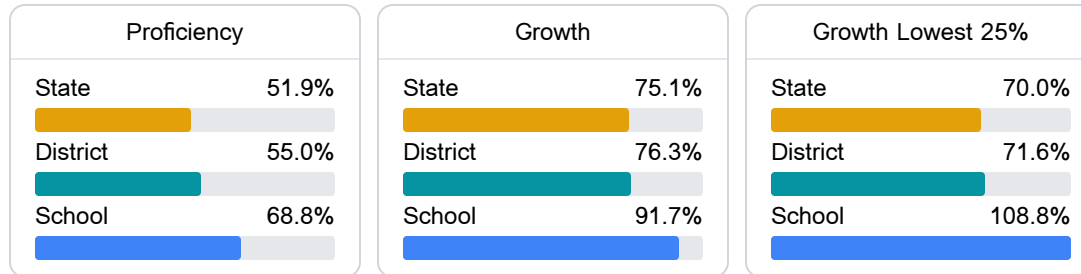 Proficiency
State 51.9%
District 55.0%
School 68.8%
Growth
State 75.1%
District 76.3%
School 91.7%
Growth Lowest 25%
State 70.0%
District 71.6%
School 108.8%